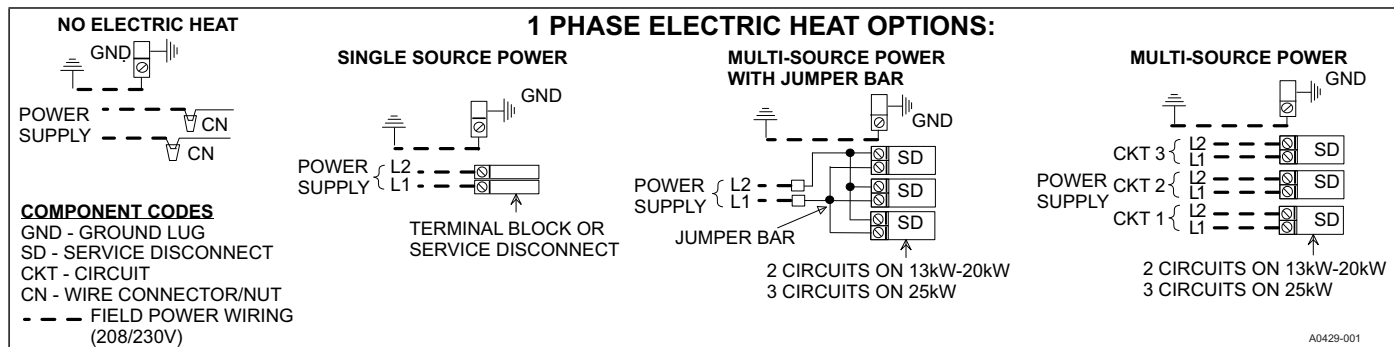 1 PHASE ELECTRIC HEAT OPTIONS:
NO ELECTRIC HEAT
GND
POWER
SUPPLY
CN
CN
COMPONENT CODES
GND - GROUND LUG
SD - SERVICE DISCONNECT
CKT - CIRCUIT
CN - WIRE CONNECTOR/NUT
FIELD POWER WIRING
(208/230V)
SINGLE SOURCE POWER
GND
POWER
SUPPLY
L2
L1
TERMINAL BLOCK OR
SERVICE DISCONNECT
MULTI-SOURCE POWER
WITH JUMPER BAR
GND
SD
SD
SD
POWER
SUPPLY
L2
L1
JUMPER BAR
2 CIRCUITS ON 13kW-20kW
3 CIRCUITS ON 25kW
MULTI-SOURCE POWER
GND
POWER
SUPPLY
CKT 3
L2
L1
SD
CKT 2
L2
L1
SD
CKT 1
L2
L1
SD
2 CIRCUITS ON 13kW-20kW
3 CIRCUITS ON 25kW
A0429-001